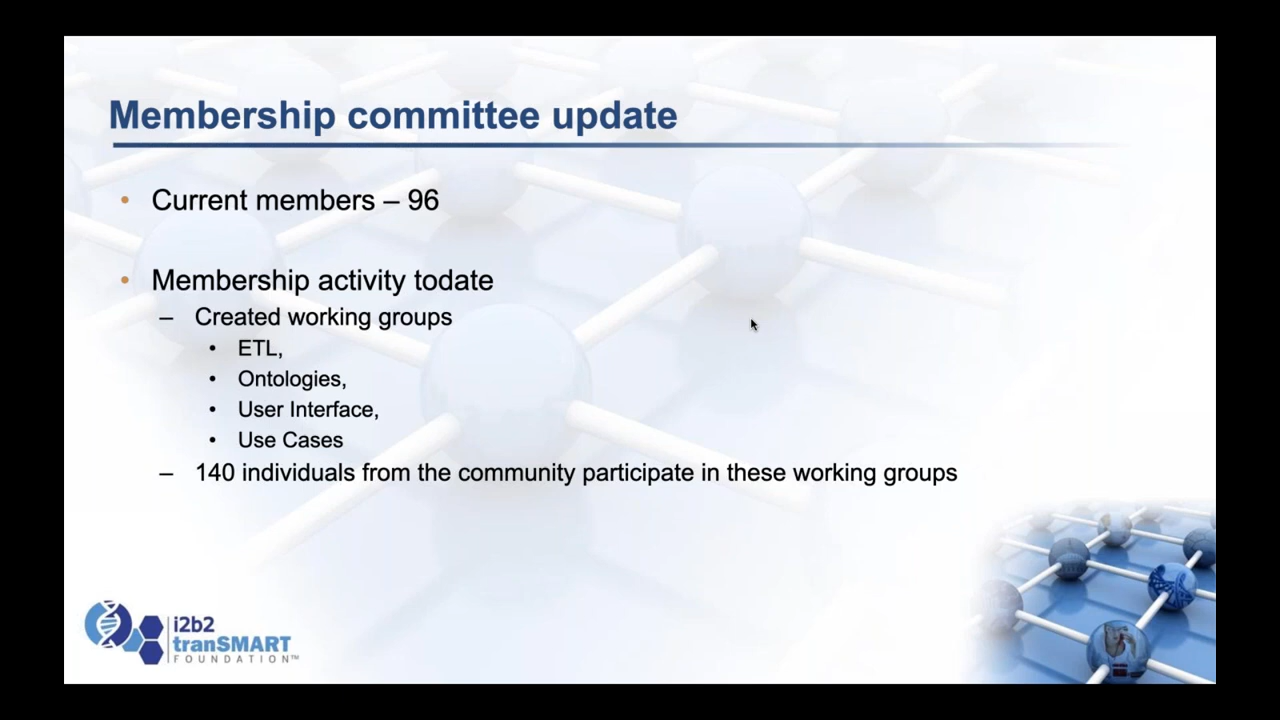 Membership committee update
• Current members – 96
• Membership activity todate
– Created working groups
• ETL,
• Ontologies,
• User Interface,
• Use Cases
– 140 individuals from the community participate in these working groups
i2b2
tranSMART
FOUNDATION™